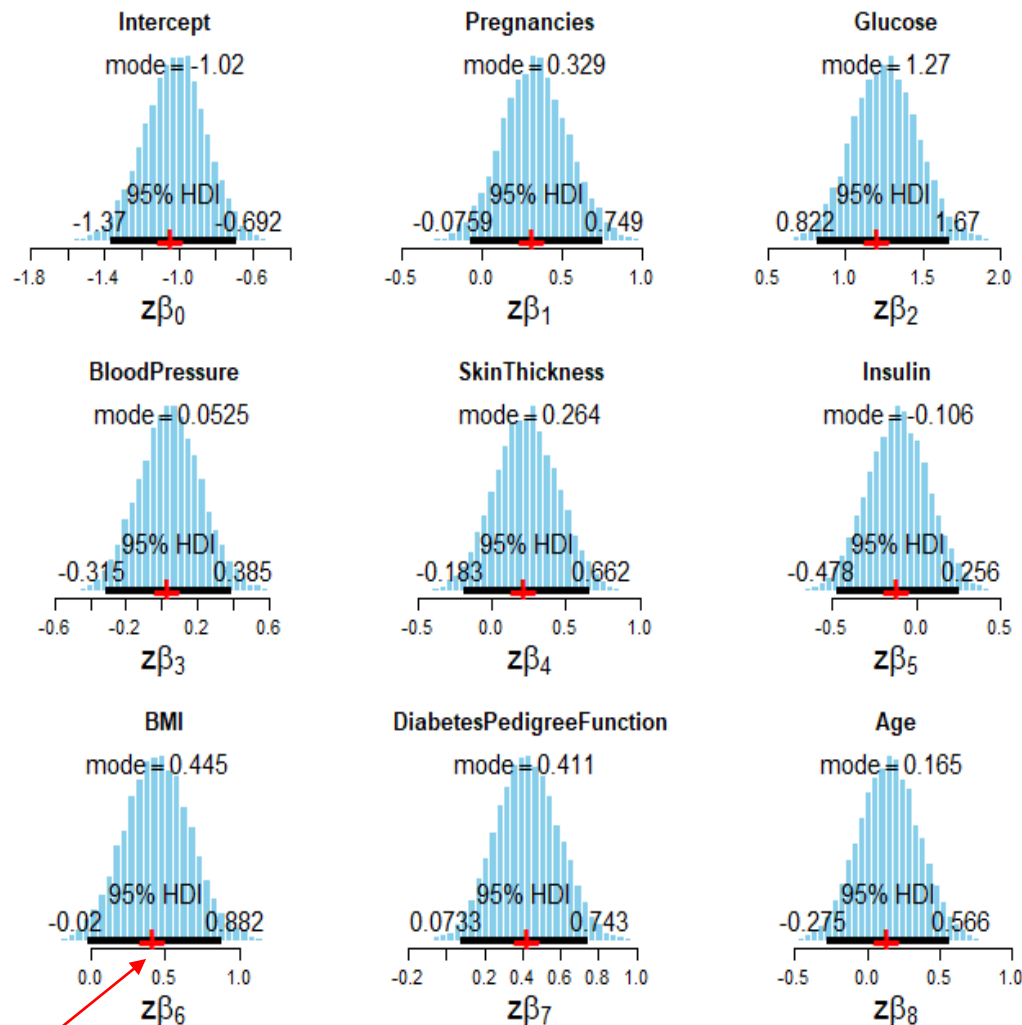 Intercept
mode = -1.02
95% HDI
-1.37 -0.692
-1.8 -1.4 -1.0 -0.6
zβ0
Pregnancies
mode = 0.329
95% HDI
-0.0759 0.749
-0.5 0.0 0.5 1.0
zβ1
Glucose
mode = 1.27
95% HDI
0.822 1.67
0.5 1.0 1.5 2.0
zβ2
BloodPressure
mode = 0.0525
95% HDI
-0.315 0.385
-0.6 -0.2 0.2 0.6
zβ3
SkinThickness
mode = 0.264
95% HDI
-0.183 0.662
-0.5 0.0 0.5 1.0
zβ4
Insulin
mode = -0.106
95% HDI
-0.478 0.256
-0.5 0.0 0.5
zβ5
BMI
mode = 0.445
95% HDI
-0.02 0.882
0.0 0.5 1.0
zβ6
DiabetesPedigreeFunction
mode = 0.411
95% HDI
0.0733 0.743
-0.2 0.2 0.4 0.6 1.0
zβ7
Age
mode = 0.165
95% HDI
-0.275 0.566
-0.5 0.0 0.5 1.0
zβ8